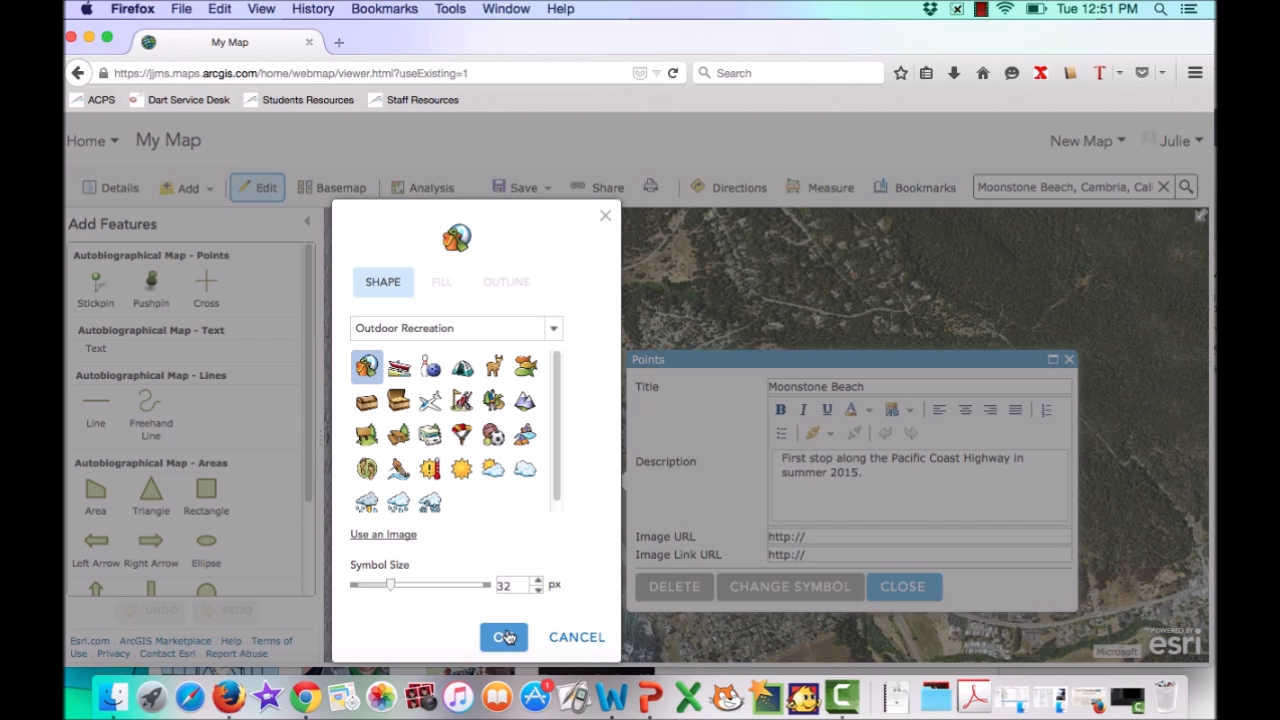 Firefox File Edit View History Bookmarks Tools Window Help Tue 12:51 PM
My Map
https://jjms.maps.arcgis.com/home/webmap/viewer.html?useExisting=1 Search
ACPS Dart Service Desk Students Resources Staff Resources
Home My Map New Map Julie
Details Add Edit Basemap Analysis Save Share Directions Measure Bookmarks Moonstone Beach, Cambria, Cal
Add Features
Autobiographical Map - Points
Stickpin Pushpin Cross
Autobiographical Map - Text
Text
Autobiographical Map - Lines
Line Freehand Line
Autobiographical Map - Areas
Area Triangle Rectangle
Left Arrow Right Arrow Ellipse
UNDO REDO
Esri.com ArcGIS Marketplace Help Terms of
Use Privacy Contact Esri Report Abuse
SHAPE FILL OUTLINE
Outdoor Recreation
Use an Image
Symbol Size
32 px
CANCEL
Points
Title Moonstone Beach
B I U A
Description
First stop along the Pacific Coast Highway in
summer 2015.
Image URL http://
Image Link URL http://
DELETE CHANGE SYMBOL CLOSE
POWERED BY
esri
Microsoft